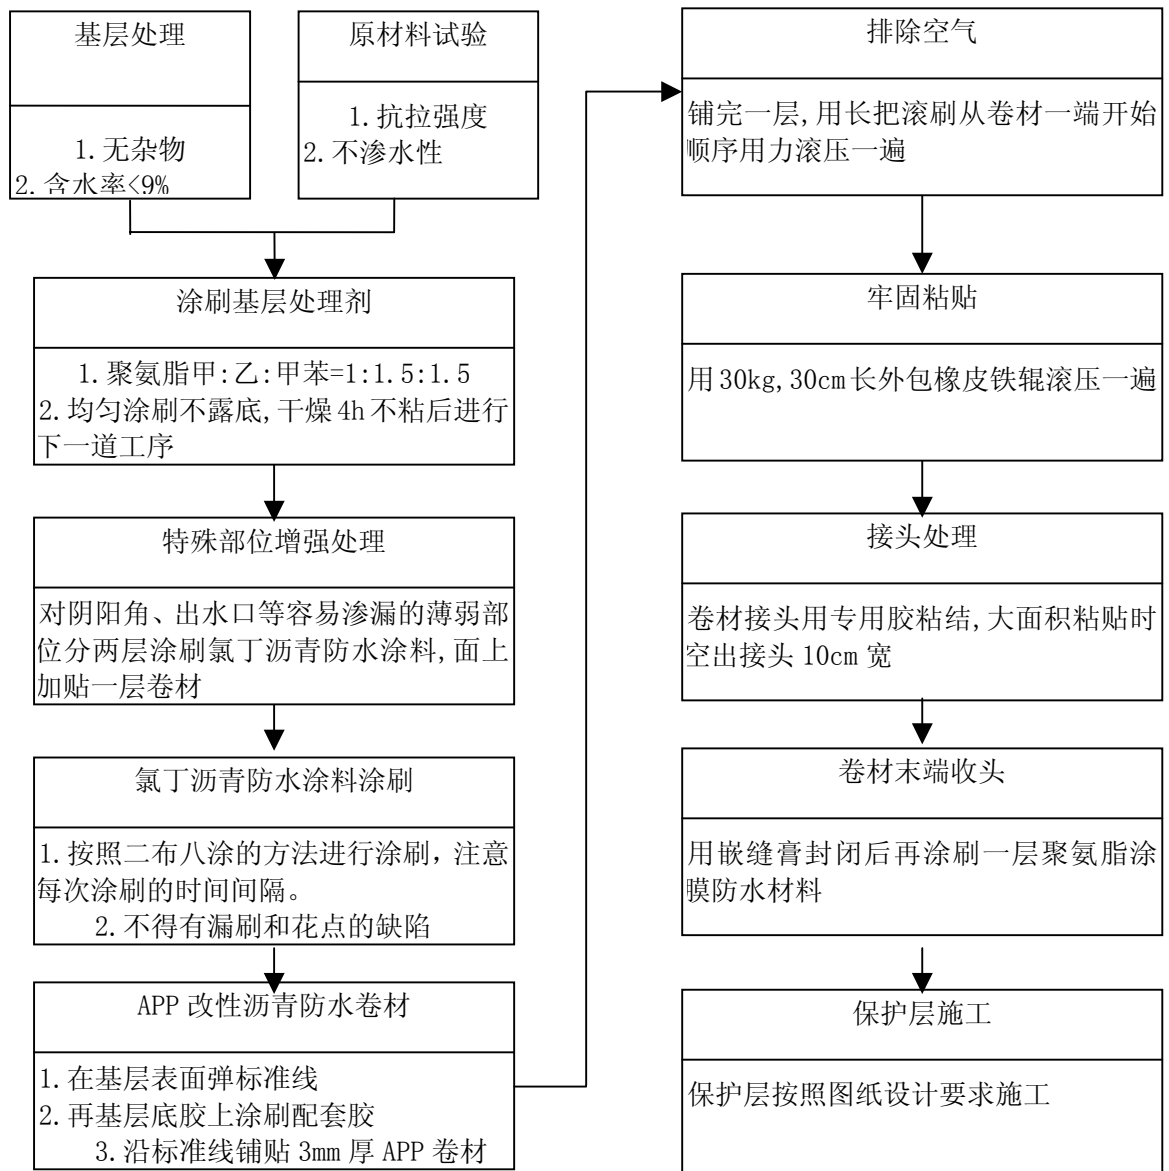 基层处理
1.无杂物
2.含水率<9%
原材料试验
1.抗拉强度
2.不渗水性
涂刷基层处理剂
1.聚氨脂甲:乙:甲苯=1:1.5:1.5
2.均匀涂刷不露底,干燥4h不粘后进行
下一道工序
特殊部位增强处理
对阴阳角、出水口等容易渗漏的薄弱部
位分两层涂刷氯丁沥青防水涂料,面上
加贴一层卷材
氯丁沥青防水涂料涂刷
1.按照二布八涂的方法进行涂刷，注意
每次涂刷的时间间隔。
2.不得有漏刷和花点的缺陷
APP改性沥青防水卷材
1.在基层表面弹标准线
2.再基层底胶上涂刷配套胶
3.沿标准线铺贴3mm厚APP卷材
排除空气
铺完一层,用长把滚刷从卷材一端开始
顺序用力滚压一遍
牢固粘贴
用30kg,30cm长外包橡皮铁辊滚压一遍
接头处理
卷材接头用专用胶粘结,大面积粘贴时
空出接头10cm宽
卷材末端收头
用嵌缝膏封闭后再涂刷一层聚氨脂涂
膜防水材料
保护层施工
保护层按照图纸设计要求施工